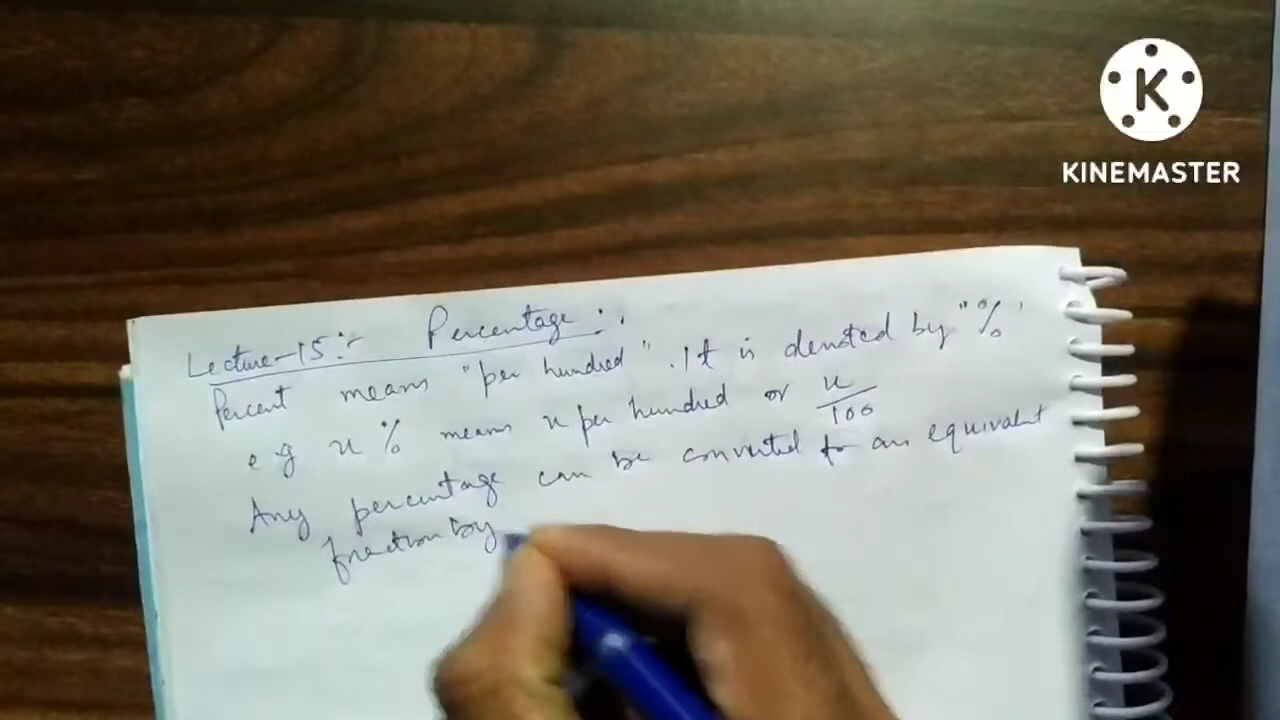 KINEMASTER
Lecture-15:- Percentage :.
Percent means "per hundred". It is denoted by "%"
e.g x % means x per hundred or x/100
Any percentage can be converted to an equivalent
fraction by